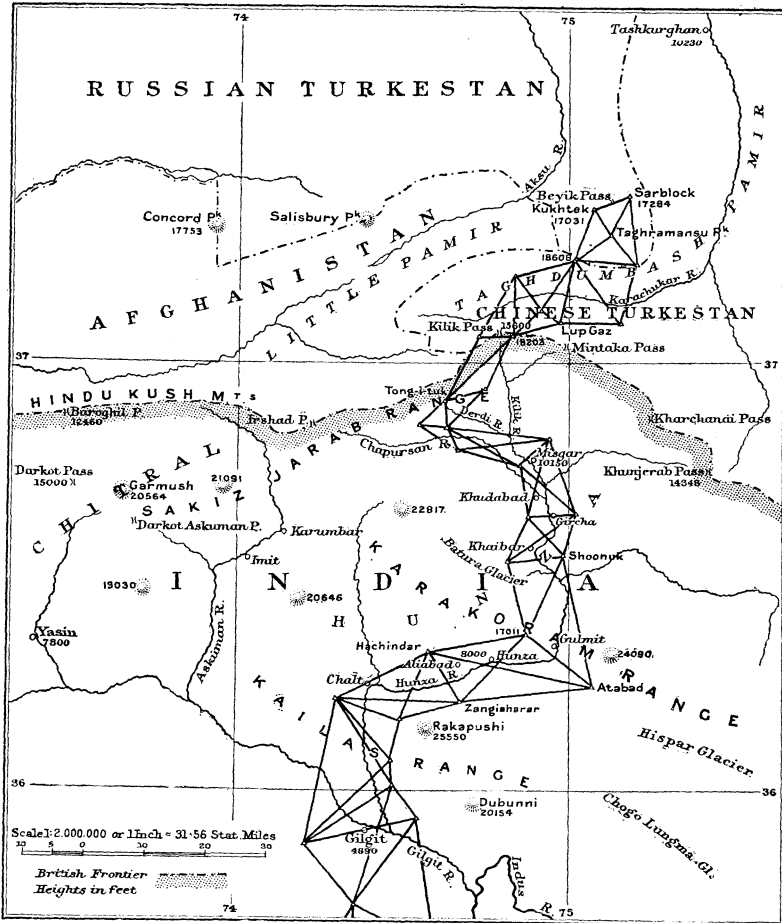 74
75
Tashkurghan
10230
RUSSIAN TURKESTAN
Aksu R.
PAMIR
Beyik Pass
Sarblock
17284
Kukhtek
17031
Concord Pk
17753
Salisbury Pk
Taghramansu Pk
AFGHANISTAN
LITTLE PAMIR
18608
TAGHDUMBASH
Karachukar R.
CHINESE TURKESTAN
Kilik Pass
15600
18203
Lup Gaz
Mintaka Pass
37
37
HINDU KUSH Mts
Tong-i-tuk
RANGE
Baroghil P.
12460
Irshad P.
Derdi R.
Kilik R.
Kharchanai Pass
SAKIZ JARAB
Chapursan R.
Misgar
10150
Darkot Pass
15000
CHITRAL
Garmush
20564
21091
Khunjerab Pass
14348
Khudabad
22817
Darkot Askuman P.
Karumbar
Gircha
Khaibar
Batura Glacier
Shoonuk
Imit
INDIA
19030
20646
HUNZA
KARAKORAM RANGE
Yasin
7800
Askuman R.
17011
Gulmit
24090
Hachindar
Aliabad
8000
Hunza
Chalt
Hunza R.
Atabad
Zangisharar
KAILAS RANGE
Rakapushi
25550
Hispar Glacier
36
36
Dubunni
20154
Chogo Lungma Gl.
Scale 1:2.000.000 or 1 Inch = 31·56 Stat. Miles
10 5 0 10 20 30
Gilgit
4890
Gilgit R.
Indus
R.
British Frontier
Heights in feet
74
75